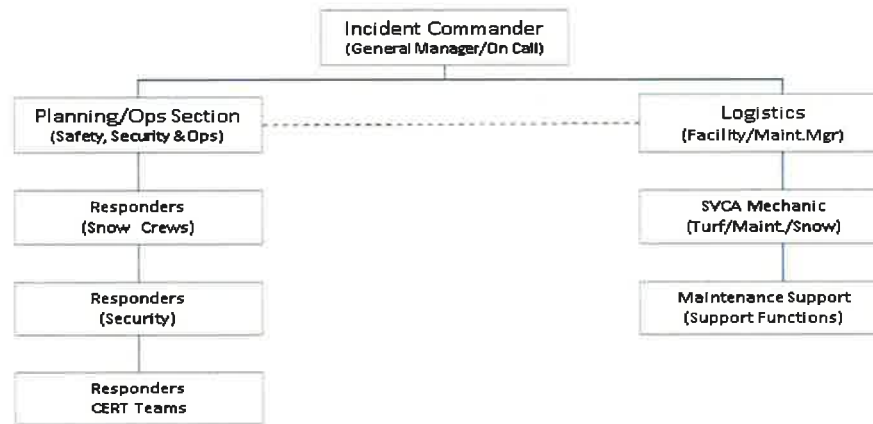 Incident Commander
(General Manager/On Call)
Planning/Ops Section
(Safety, Security & Ops)
Logistics
(Facility/Maint.Mgr)
Responders
(Snow Crews)
SVCA Mechanic
(Turf/Maint./Snow)
Responders
(Security)
Maintenance Support
(Support Functions)
Responders
CERT Teams